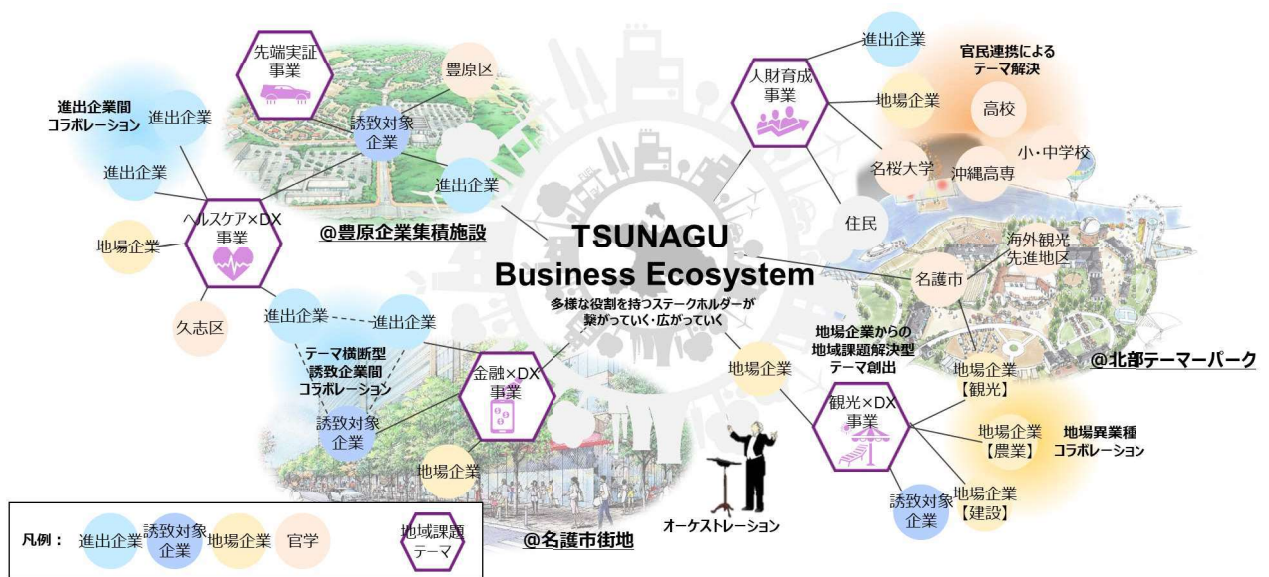 先端実証
事業
豊原区
進出企業間
コラボレーション
進出企業
進出企業
誘致対象
企業
進出企業
ヘルスケア×DX
事業
地場企業
@豊原企業集積施設
久志区
進出企業
進出企業
テーマ横断型
誘致企業間
コラボレーション
誘致対象
企業
金融×DX
事業
地場企業
@名護市街地
TSUNAGU
Business Ecosystem
多様な役割を持つステークホルダーが
繋がっていく・広がっていく
進出企業
人財育成
事業
地場企業
官民連携による
テーマ解決
高校
小・中学校
名桜大学
沖縄高専
住民
海外観光
先進地区
名護市
@北部テーマーパーク
地場企業からの
地域課題解決型
テーマ創出
地場企業
観光×DX
事業
地場企業
【観光】
地場企業
【農業】
地場異業種
コラボレーション
地場企業
【建設】
誘致対象
企業
オーケストレーション
凡例：
進出企業
誘致対象
企業
地場企業
官学
地域課題
テーマ